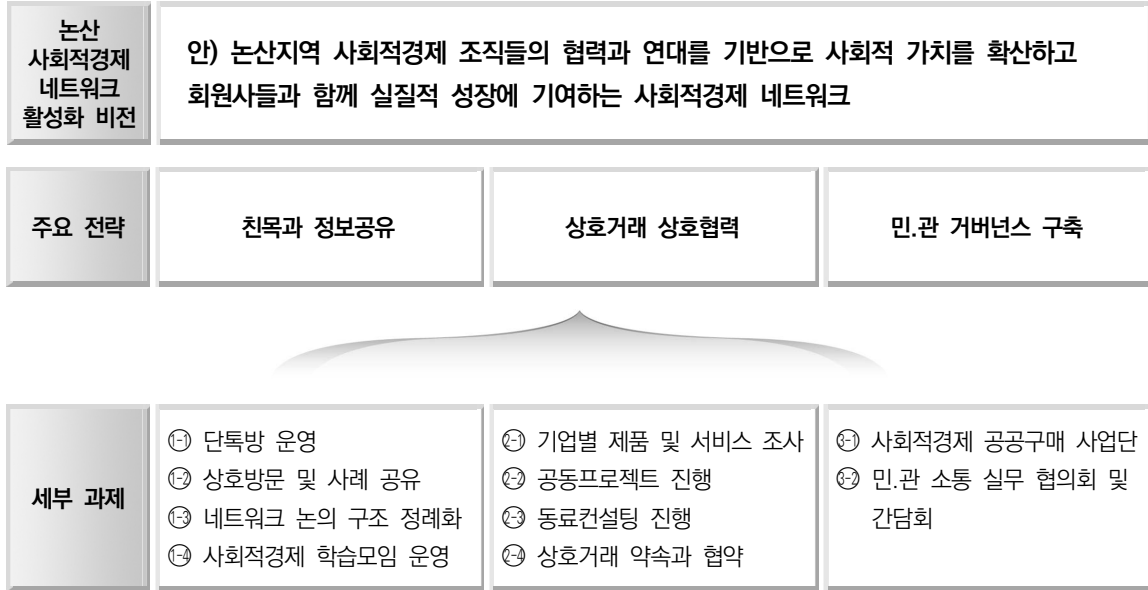 논산
사회적경제
네트워크
활성화 비전
안) 논산지역 사회적경제 조직들의 협력과 연대를 기반으로 사회적 가치를 확산하고
회원사들과 함께 실질적 성장에 기여하는 사회적경제 네트워크
주요 전략
친목과 정보공유
상호거래 상호협력
민.관 거버넌스 구축
세부 과제
1-1 단톡방 운영
1-2 상호방문 및 사례 공유
1-3 네트워크 논의 구조 정례화
1-4 사회적경제 학습모임 운영
2-1 기업별 제품 및 서비스 조사
2-2 공동프로젝트 진행
2-3 동료컨설팅 진행
2-4 상호거래 약속과 협약
3-1 사회적경제 공공구매 사업단
3-2 민.관 소통 실무 협의회 및
간담회